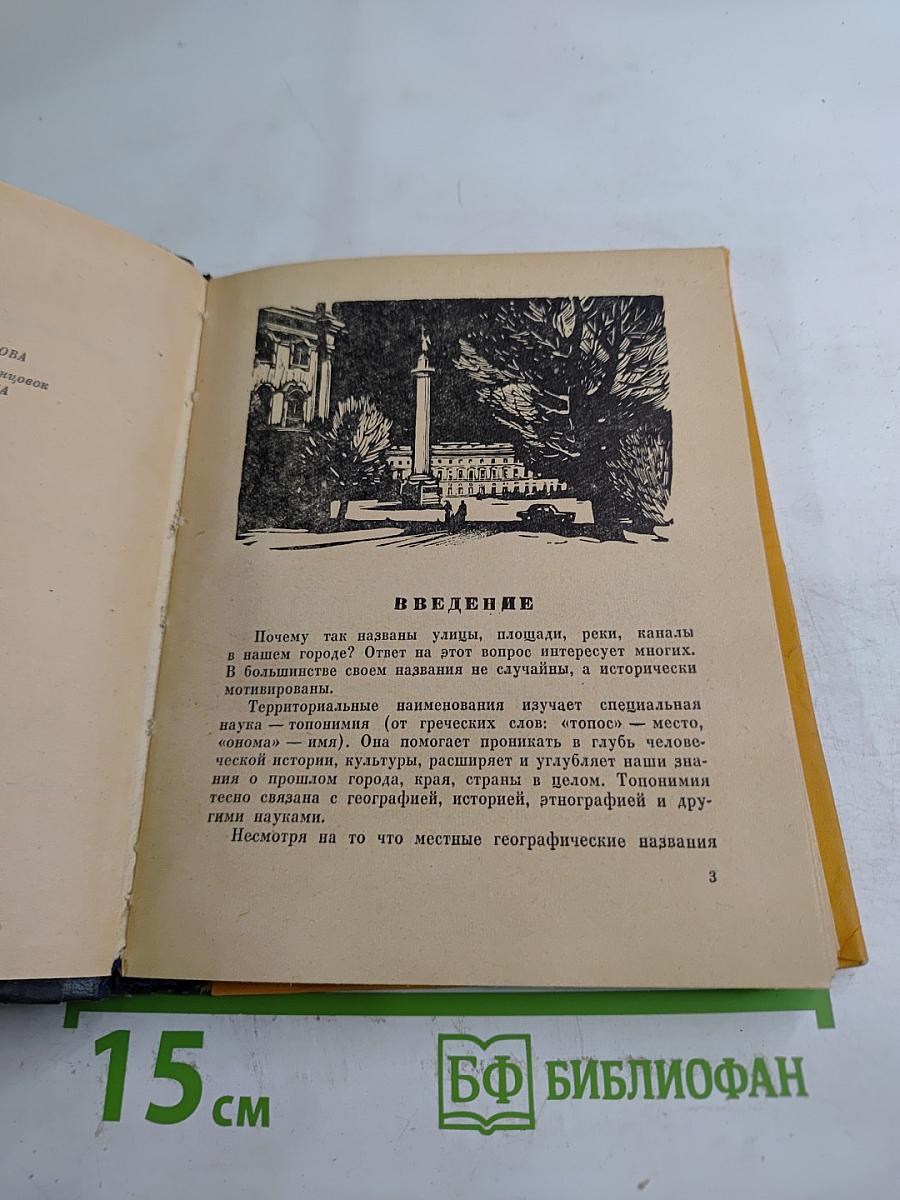 ОВА
нцовок
А
ВВЕДЕНИЕ
Почему так названы улицы, площади, реки, каналы
в нашем городе? Ответ на этот вопрос интересует многих.
В большинстве своем названия не случайны, а исторически
мотивированы.
Территориальные наименования изучает специальная
наука — топонимия (от греческих слов: «топос» — место,
«онома» — имя). Она помогает проникать в глубь челове-
ческой истории, культуры, расширяет и углубляет наши зна-
ния о прошлом города, края, страны в целом. Топонимия
тесно связана с географией, историей, этнографией и дру-
гими науками.
Несмотря на то что местные географические названия
3
15 см
БФ БИБЛИОФАН